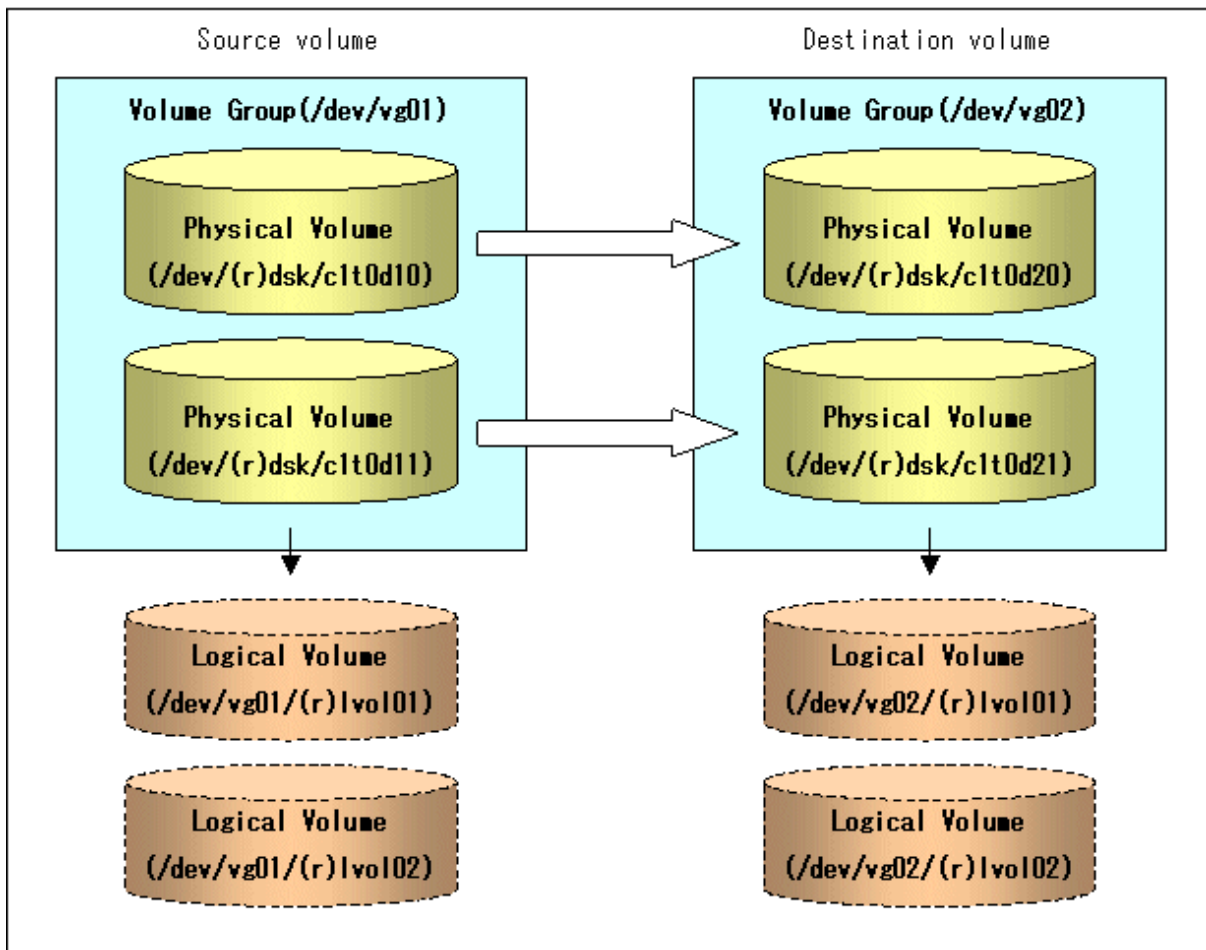 Source volume
Destination volume
Volume Group(/dev/vg01)
Physical Volume
(/dev/(r)dsk/c1t0d10)
Physical Volume
(/dev/(r)dsk/c1t0d11)
Volume Group(/dev/vg02)
Physical Volume
(/dev/(r)dsk/c1t0d20)
Physical Volume
(/dev/(r)dsk/c1t0d21)
Logical Volume
(/dev/vg01/(r)lvol01)
Logical Volume
(/dev/vg01/(r)lvol02)
Logical Volume
(/dev/vg02/(r)lvol01)
Logical Volume
(/dev/vg02/(r)lvol02)